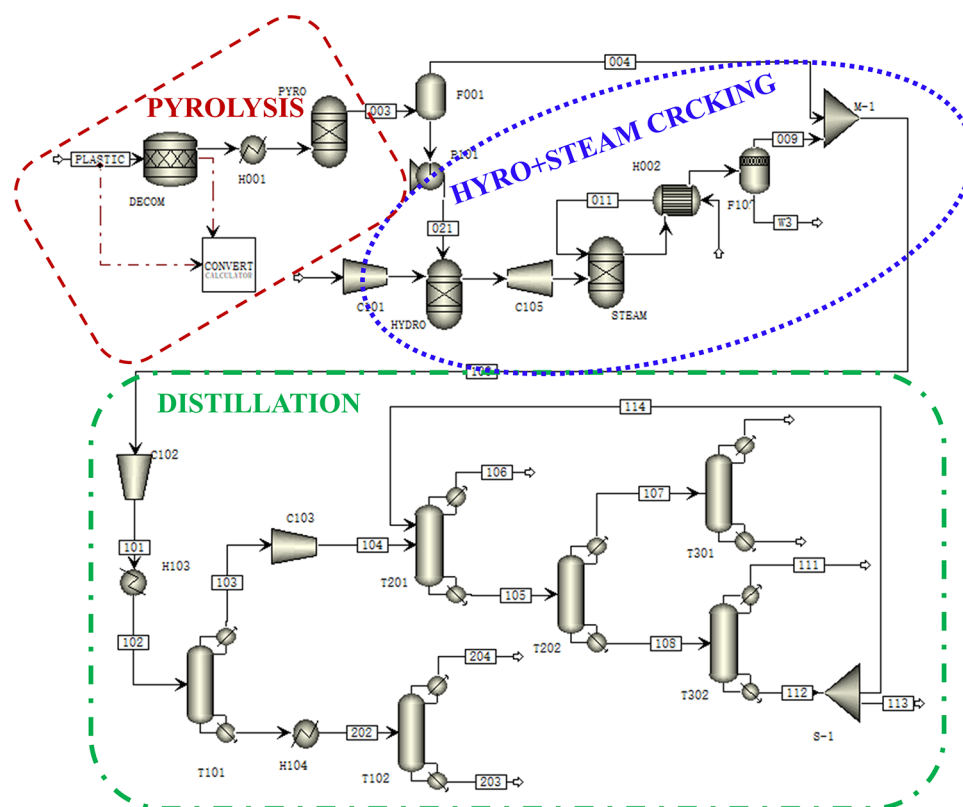 004
PYRO
003
F001
M-1
PYROLYSIS
HYRO+STEAM CRCKING
009
PLASTIC
H001
H002
DECOM
011
W3
021
CONVERT
CALCULATOR
C101
HYDRO
C105
STEAM
DISTILLATION
114
C102
106
107
C103
101
H103
104
103
T201
T301
111
105
102
T202
108
204
T302
112
113
202
S-1
T101
H104
T102
203